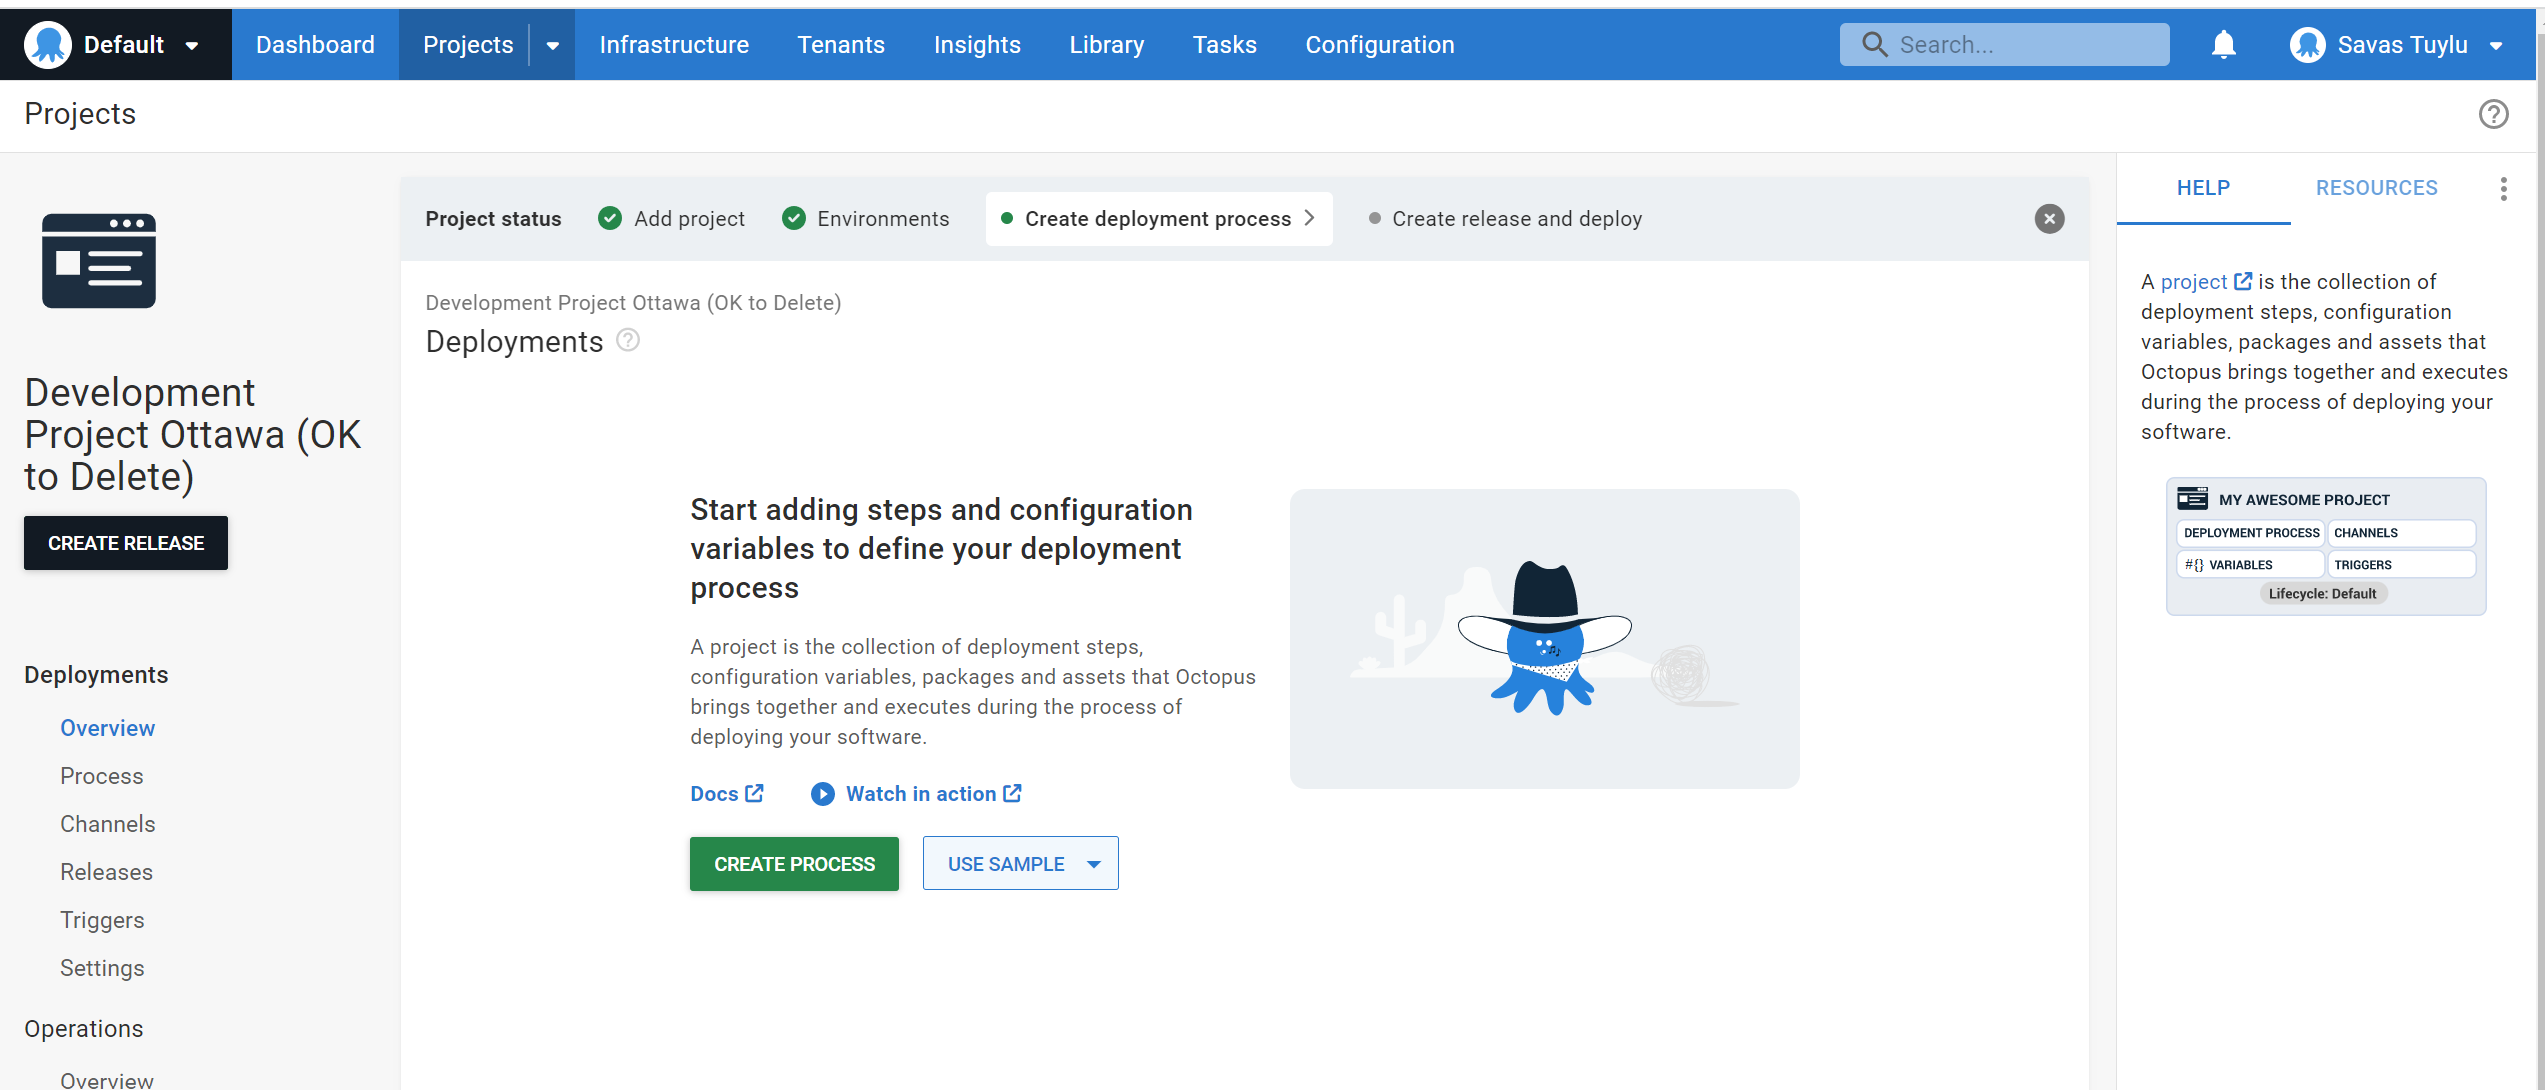 Default
Dashboard
Projects
Infrastructure
Tenants
Insights
Library
Tasks
Configuration
Search...
Savas Tuylu
Projects
Development
Project Ottawa (OK
to Delete)
CREATE RELEASE
Deployments
Overview
Process
Channels
Releases
Triggers
Settings
Operations
Overview
Project status
Add project
Environments
Create deployment process
Create release and deploy
Development Project Ottawa (OK to Delete)
Deployments
Start adding steps and configuration
variables to define your deployment
process
A project is the collection of deployment steps,
configuration variables, packages and assets that Octopus
brings together and executes during the process of
deploying your software.
Docs
Watch in action
CREATE PROCESS
USE SAMPLE
HELP
RESOURCES
A project is the collection of
deployment steps, configuration
variables, packages and assets that
Octopus brings together and executes
during the process of deploying your
software.
MY AWESOME PROJECT
DEPLOYMENT PROCESS
CHANNELS
#{} VARIABLES
TRIGGERS
Lifecycle: Default